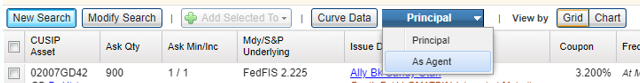 New Search Modify Search | Add Selected To | Curve Data Principal | View by Grid Chart
Principal
As Agent
CUSIP Ask Qty Ask Min/Inc Mdy/S&P Issue D Coupon Freq
Asset Underlying
02007GD42 900 1 / 1 FedFIS 2.225 Ally Bk 3.200% At M